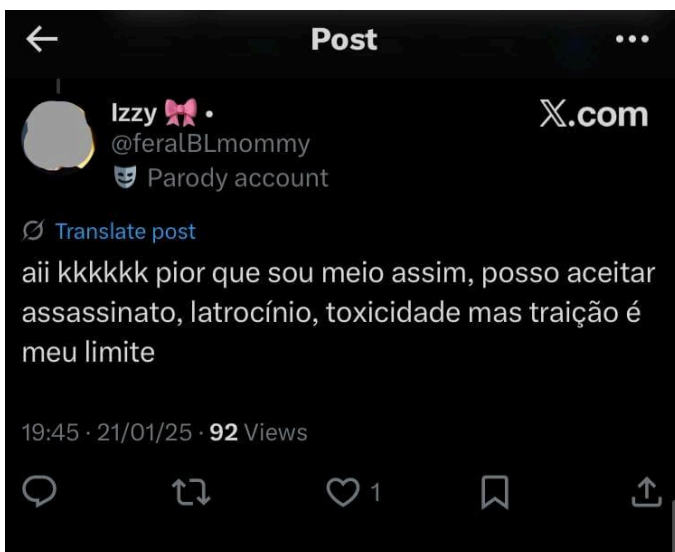 Post
Izzy 🎀 •
X.com
@feralBLmommy
🎭 Parody account
Translate post
aii kkkkkk pior que sou meio assim, posso aceitar
assassinato, latrocínio, toxicidade mas traição é
meu limite
19:45 · 21/01/25 · 92 Views
1